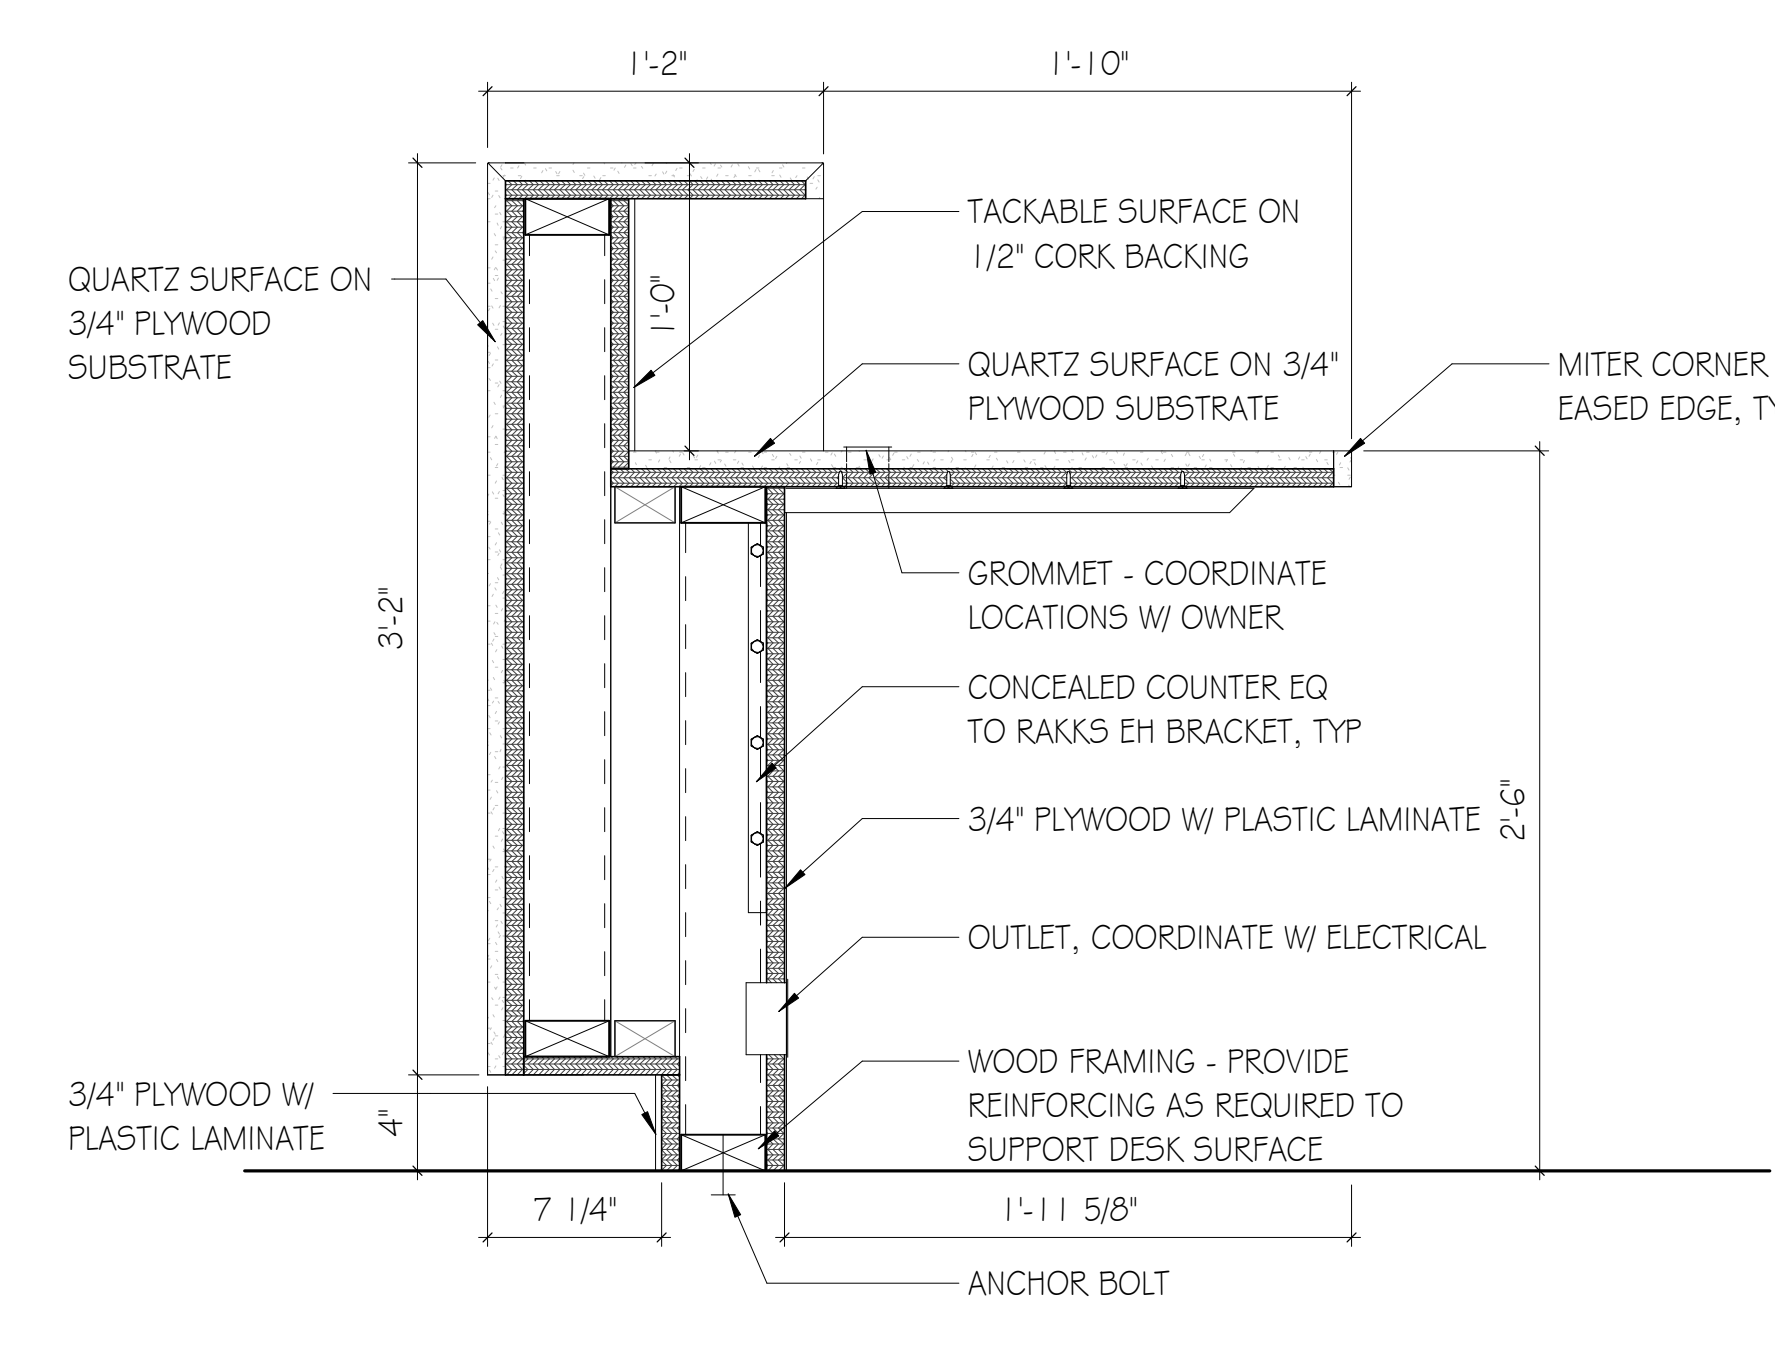 1'-2"
1'-10"
TACKABLE SURFACE ON
1/2" CORK BACKING
QUARTZ SURFACE ON
3/4" PLYWOOD
SUBSTRATE
1'-0"
QUARTZ SURFACE ON 3/4"
PLYWOOD SUBSTRATE
MITER CORNER
EASED EDGE,
GROMMET - COORDINATE
LOCATIONS W/ OWNER
3'-2"
CONCEALED COUNTER EQ
TO RAKKS EH BRACKET, TYP
2'-6"
3/4" PLYWOOD W/ PLASTIC LAMINATE
OUTLET, COORDINATE W/ ELECTRICAL
WOOD FRAMING - PROVIDE
REINFORCING AS REQUIRED TO
SUPPORT DESK SURFACE
3/4" PLYWOOD W/
PLASTIC LAMINATE
4"
7 1/4"
1'-11 5/8"
ANCHOR BOLT